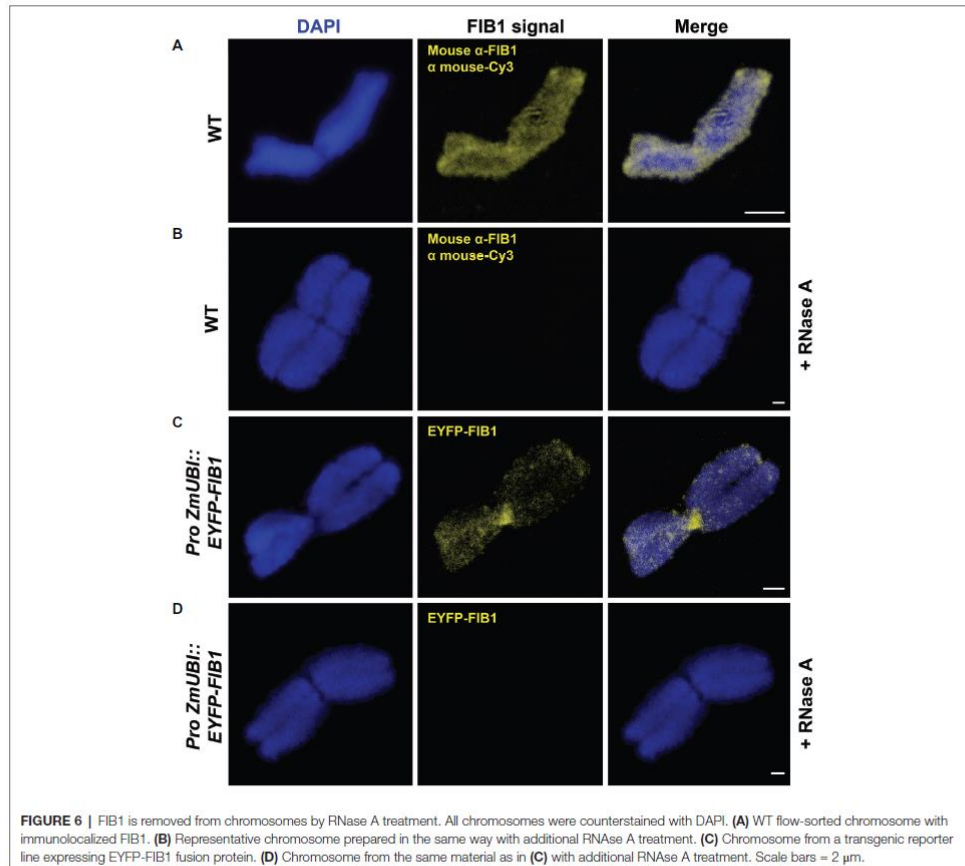 DAPI FIB1 signal Merge
A
Mouse α-FIB1
α mouse-Cy3
WT
B
Mouse α-FIB1
α mouse-Cy3
WT
+ RNase A
C
EYFP-FIB1
Pro ZmUBI::
EYFP-FIB1
D
EYFP-FIB1
Pro ZmUBI::
EYFP-FIB1
+ RNase A
FIGURE 6 | FIB1 is removed from chromosomes by RNase A treatment. All chromosomes were counterstained with DAPI. (A) WT flow-sorted chromosome with
immunolocalized FIB1. (B) Representative chromosome prepared in the same way with additional RNAse A treatment. (C) Chromosome from a transgenic reporter
line expressing EYFP-FIB1 fusion protein. (D) Chromosome from the same material as in (C) with additional RNAse A treatment. Scale bars = 2 μm.